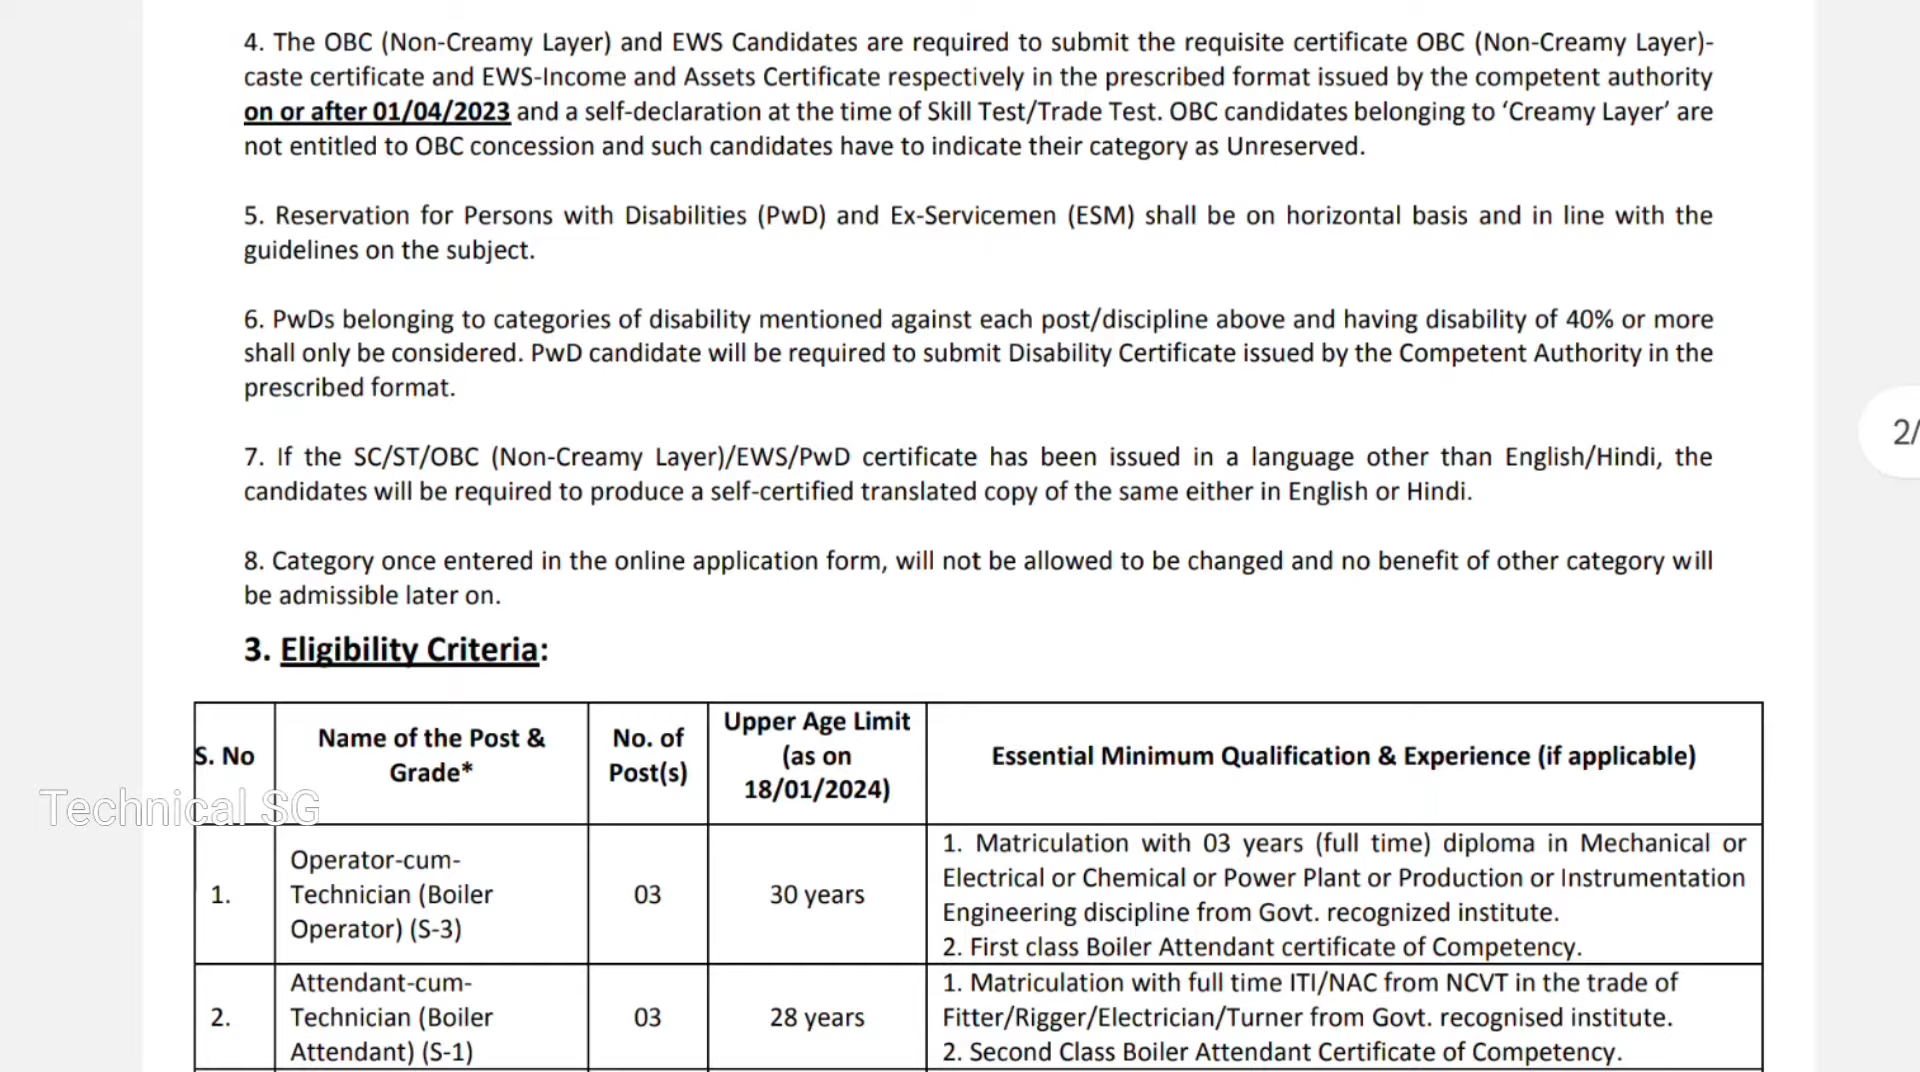 4. The OBC (Non-Creamy Layer) and EWS Candidates are required to submit the requisite certificate OBC (Non-Creamy Layer)-
caste certificate and EWS-Income and Assets Certificate respectively in the prescribed format issued by the competent authority
on or after 01/04/2023 and a self-declaration at the time of Skill Test/Trade Test. OBC candidates belonging to ‘Creamy Layer’ are
not entitled to OBC concession and such candidates have to indicate their category as Unreserved.
5. Reservation for Persons with Disabilities (PwD) and Ex-Servicemen (ESM) shall be on horizontal basis and in line with the
guidelines on the subject.
6. PwDs belonging to categories of disability mentioned against each post/discipline above and having disability of 40% or more
shall only be considered. PwD candidate will be required to submit Disability Certificate issued by the Competent Authority in the
prescribed format.
2/
7. If the SC/ST/OBC (Non-Creamy Layer)/EWS/PwD certificate has been issued in a language other than English/Hindi, the
candidates will be required to produce a self-certified translated copy of the same either in English or Hindi.
8. Category once entered in the online application form, will not be allowed to be changed and no benefit of other category will
be admissible later on.
3. Eligibility Criteria:
S. No
Name of the Post &
Grade*
No. of
Post(s)
Upper Age Limit
(as on
18/01/2024)
Essential Minimum Qualification & Experience (if applicable)
Technical SG
1.
Operator-cum-
Technician (Boiler
Operator) (S-3)
03
30 years
1. Matriculation with 03 years (full time) diploma in Mechanical or
Electrical or Chemical or Power Plant or Production or Instrumentation
Engineering discipline from Govt. recognized institute.
2. First class Boiler Attendant certificate of Competency.
2.
Attendant-cum-
Technician (Boiler
Attendant) (S-1)
03
28 years
1. Matriculation with full time ITI/NAC from NCVT in the trade of
Fitter/Rigger/Electrician/Turner from Govt. recognised institute.
2. Second Class Boiler Attendant Certificate of Competency.